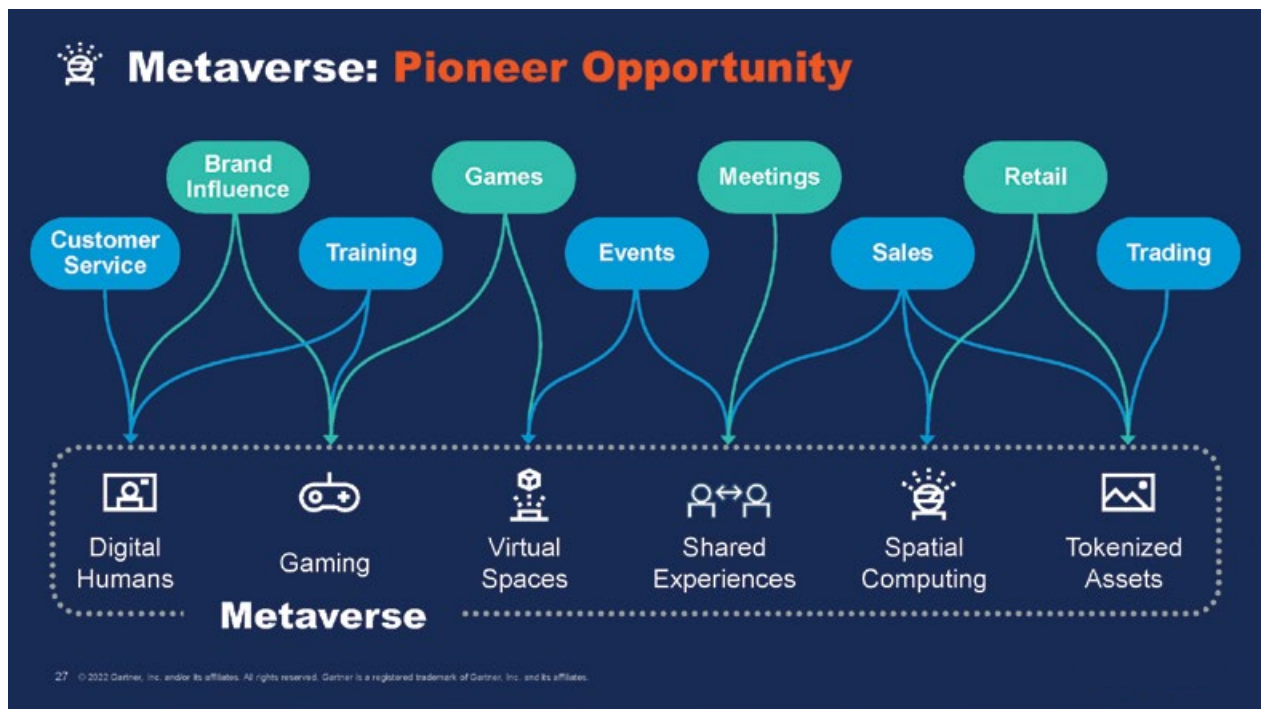 Metaverse: Pioneer Opportunity
Brand
Influence
Games
Meetings
Retail
Customer
Service
Training
Events
Sales
Trading
Digital
Humans
Gaming
Virtual
Spaces
Shared
Experiences
Spatial
Computing
Tokenized
Assets
Metaverse
27 © 2022 Gartner, Inc. and/or its affiliates. All rights reserved. Gartner is a registered trademark of Gartner, Inc. and its affiliates.